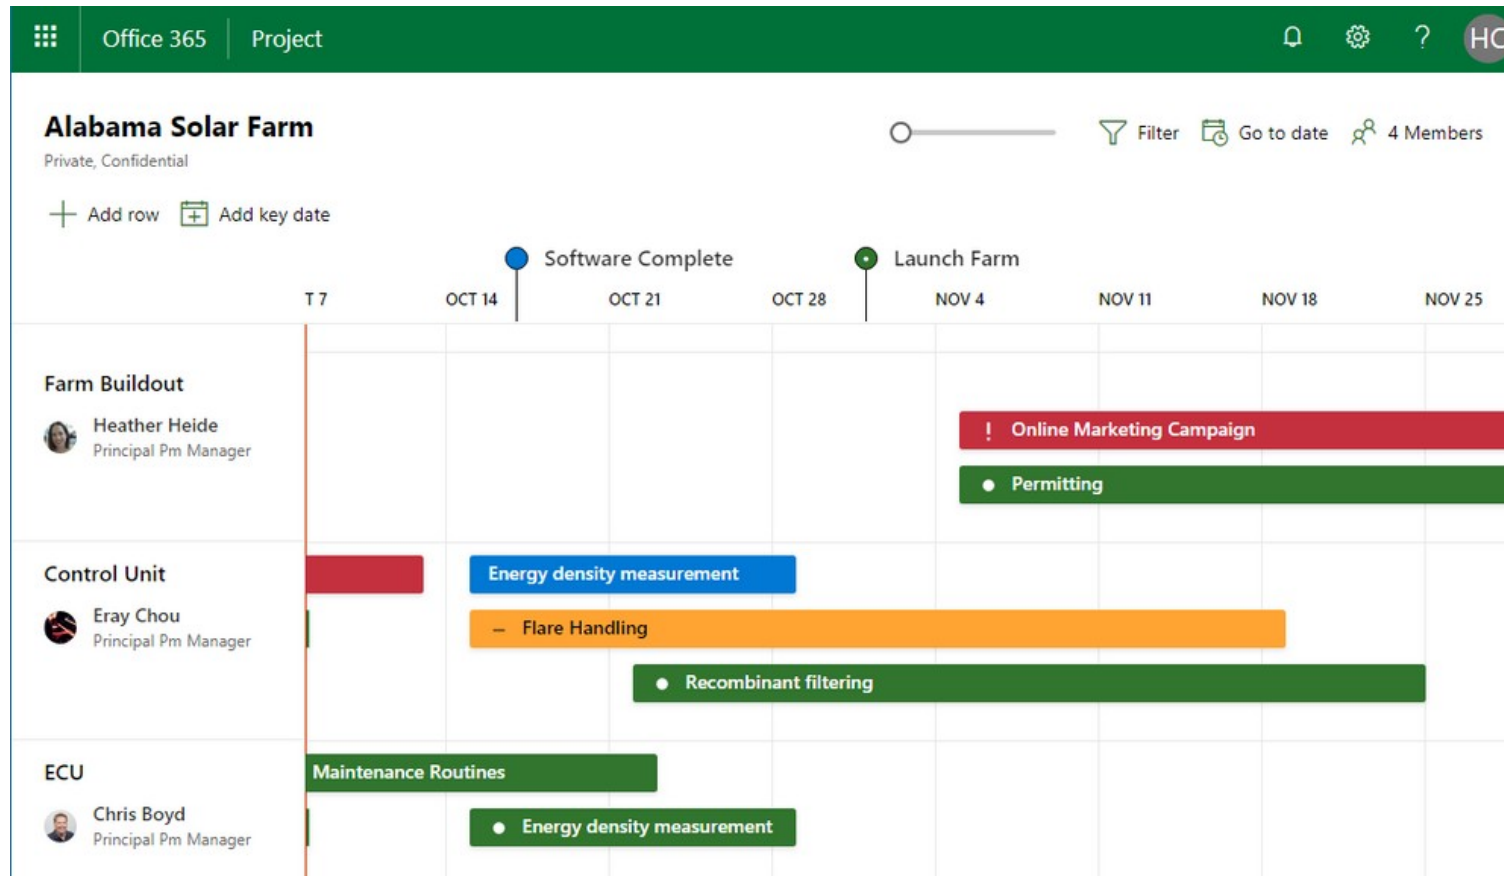 Office 365 Project HC
Alabama Solar Farm
Private, Confidential
Filter Go to date 4 Members
Add row Add key date
Software Complete Launch Farm
T 7 OCT 14 OCT 21 OCT 28 NOV 4 NOV 11 NOV 18 NOV 25
Farm Buildout
Heather Heide
Principal Pm Manager
! Online Marketing Campaign
Permitting
Control Unit
Eray Chou
Principal Pm Manager
Energy density measurement
– Flare Handling
Recombinant filtering
ECU
Chris Boyd
Principal Pm Manager
Maintenance Routines
Energy density measurement